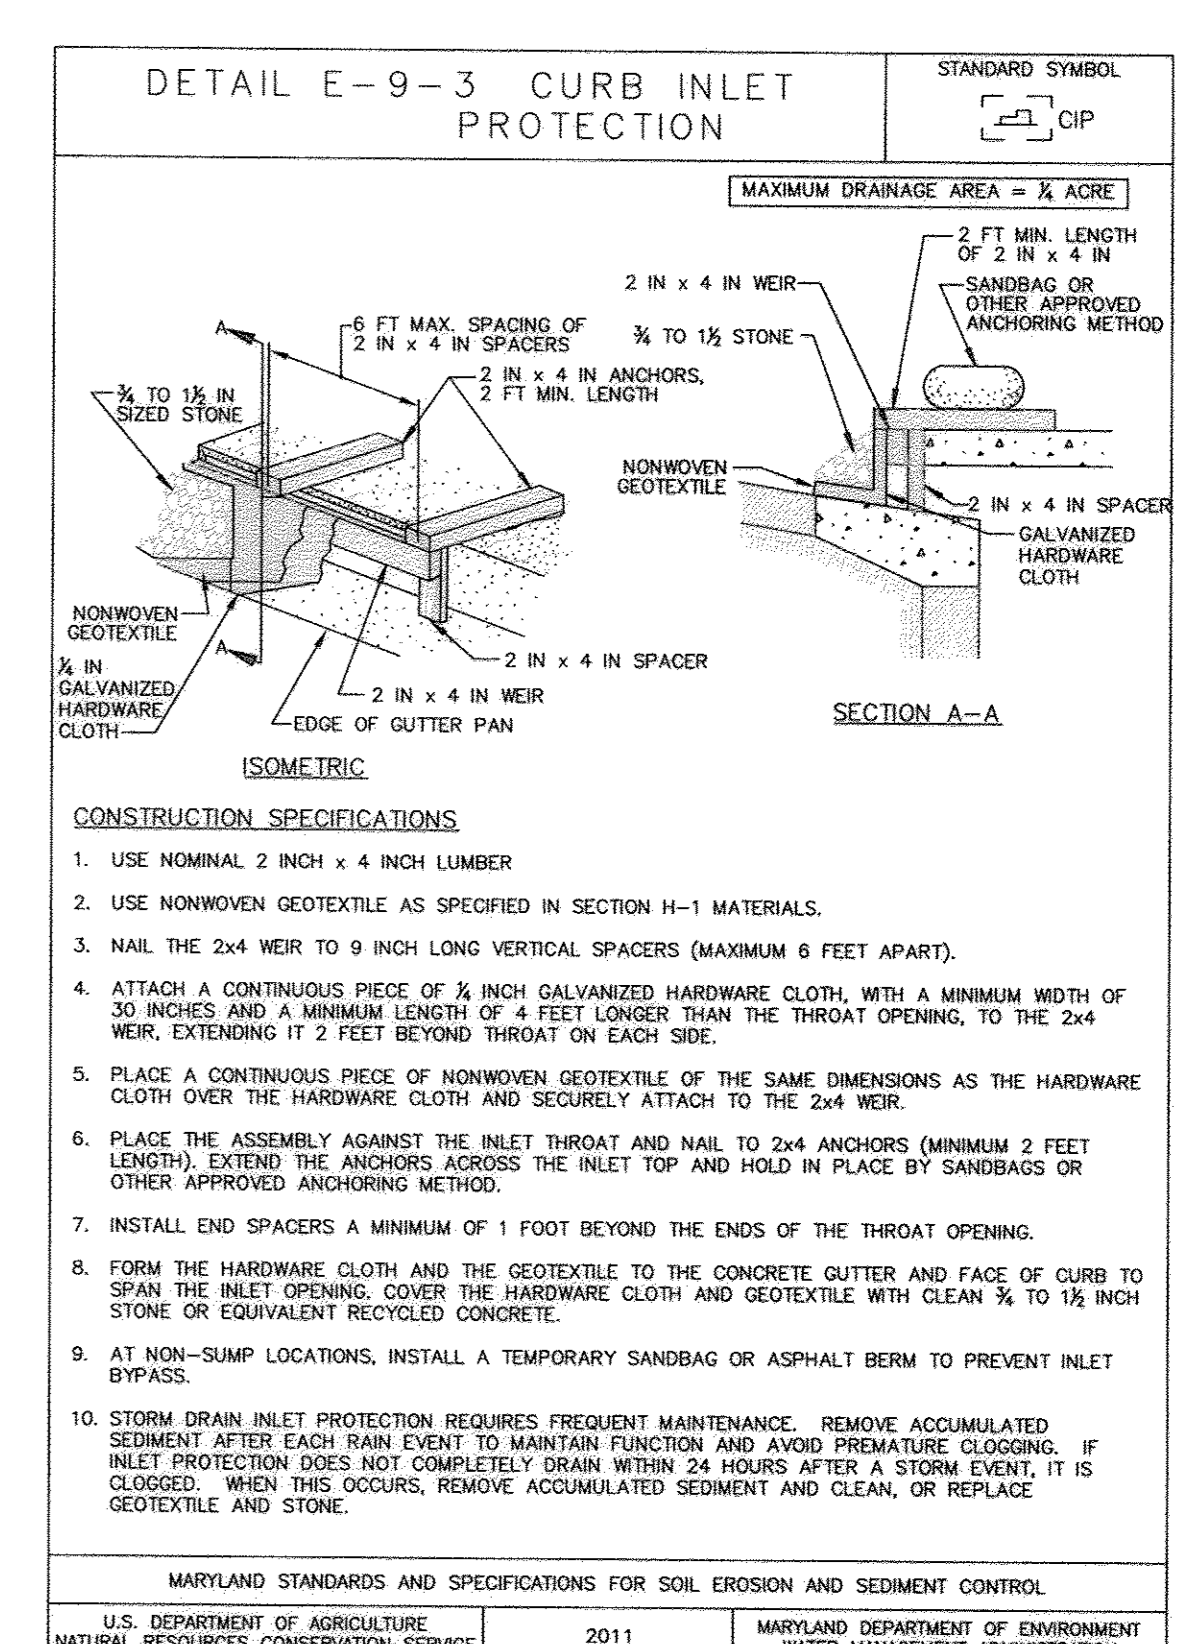 DETAIL E-9-3 CURB INLET
PROTECTION
STANDARD SYMBOL
CIP
MAXIMUM DRAINAGE AREA = ¼ ACRE
2 FT MIN. LENGTH
OF 2 IN x 4 IN
2 IN x 4 IN WEIR
SANDBAG OR
OTHER APPROVED
ANCHORING METHOD
¾ TO 1½ STONE
NONWOVEN
GEOTEXTILE
2 IN x 4 IN SPACER
GALVANIZED
HARDWARE
CLOTH
SECTION A-A
A
6 FT MAX. SPACING OF
2 IN x 4 IN SPACERS
2 IN x 4 IN ANCHORS,
2 FT MIN. LENGTH
¾ TO 1½ IN
SIZED STONE
NONWOVEN
GEOTEXTILE
A
¼ IN
GALVANIZED
HARDWARE
CLOTH
2 IN x 4 IN SPACER
2 IN x 4 IN WEIR
EDGE OF GUTTER PAN
ISOMETRIC
CONSTRUCTION SPECIFICATIONS
1. USE NOMINAL 2 INCH x 4 INCH LUMBER
2. USE NONWOVEN GEOTEXTILE AS SPECIFIED IN SECTION H-1 MATERIALS.
3. NAIL THE 2x4 WEIR TO 9 INCH LONG VERTICAL SPACERS (MAXIMUM 6 FEET APART).
4. ATTACH A CONTINUOUS PIECE OF ¼ INCH GALVANIZED HARDWARE CLOTH, WITH A MINIMUM WIDTH OF
30 INCHES AND A MINIMUM LENGTH OF 4 FEET LONGER THAN THE THROAT OPENING, TO THE 2x4
WEIR, EXTENDING IT 2 FEET BEYOND THROAT ON EACH SIDE.
5. PLACE A CONTINUOUS PIECE OF NONWOVEN GEOTEXTILE OF THE SAME DIMENSIONS AS THE HARDWARE
CLOTH OVER THE HARDWARE CLOTH AND SECURELY ATTACH TO THE 2x4 WEIR.
6. PLACE THE ASSEMBLY AGAINST THE INLET THROAT AND NAIL TO 2x4 ANCHORS (MINIMUM 2 FEET
LENGTH). EXTEND THE ANCHORS ACROSS THE INLET TOP AND HOLD IN PLACE BY SANDBAGS OR
OTHER APPROVED ANCHORING METHOD.
7. INSTALL END SPACERS A MINIMUM OF 1 FOOT BEYOND THE ENDS OF THE THROAT OPENING.
8. FORM THE HARDWARE CLOTH AND THE GEOTEXTILE TO THE CONCRETE GUTTER AND FACE OF CURB TO
SPAN THE INLET OPENING. COVER THE HARDWARE CLOTH AND GEOTEXTILE WITH CLEAN ¾ TO 1½ INCH
STONE OR EQUIVALENT RECYCLED CONCRETE.
9. AT NON-SUMP LOCATIONS, INSTALL A TEMPORARY SANDBAG OR ASPHALT BERM TO PREVENT INLET
BYPASS.
10. STORM DRAIN INLET PROTECTION REQUIRES FREQUENT MAINTENANCE. REMOVE ACCUMULATED
SEDIMENT AFTER EACH RAIN EVENT TO MAINTAIN FUNCTION AND AVOID PREMATURE CLOGGING. IF
INLET PROTECTION DOES NOT COMPLETELY DRAIN WITHIN 24 HOURS AFTER A STORM EVENT, IT IS
CLOGGED. WHEN THIS OCCURS, REMOVE ACCUMULATED SEDIMENT AND CLEAN, OR REPLACE
GEOTEXTILE AND STONE.
MARYLAND STANDARDS AND SPECIFICATIONS FOR SOIL EROSION AND SEDIMENT CONTROL
U.S. DEPARTMENT OF AGRICULTURE
NATURAL RESOURCES CONSERVATION SERVICE
2011
MARYLAND DEPARTMENT OF ENVIRONMENT